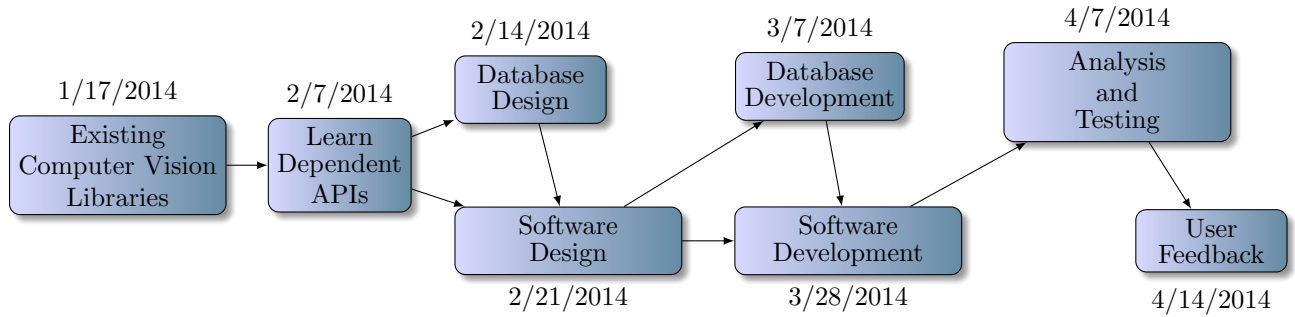 1/17/2014
Existing
Computer Vision
Libraries
2/7/2014
Learn
Dependent
APIs
2/14/2014
Database
Design
Software
Design
2/21/2014
3/7/2014
Database
Development
Software
Development
3/28/2014
4/7/2014
Analysis
and
Testing
User
Feedback
4/14/2014